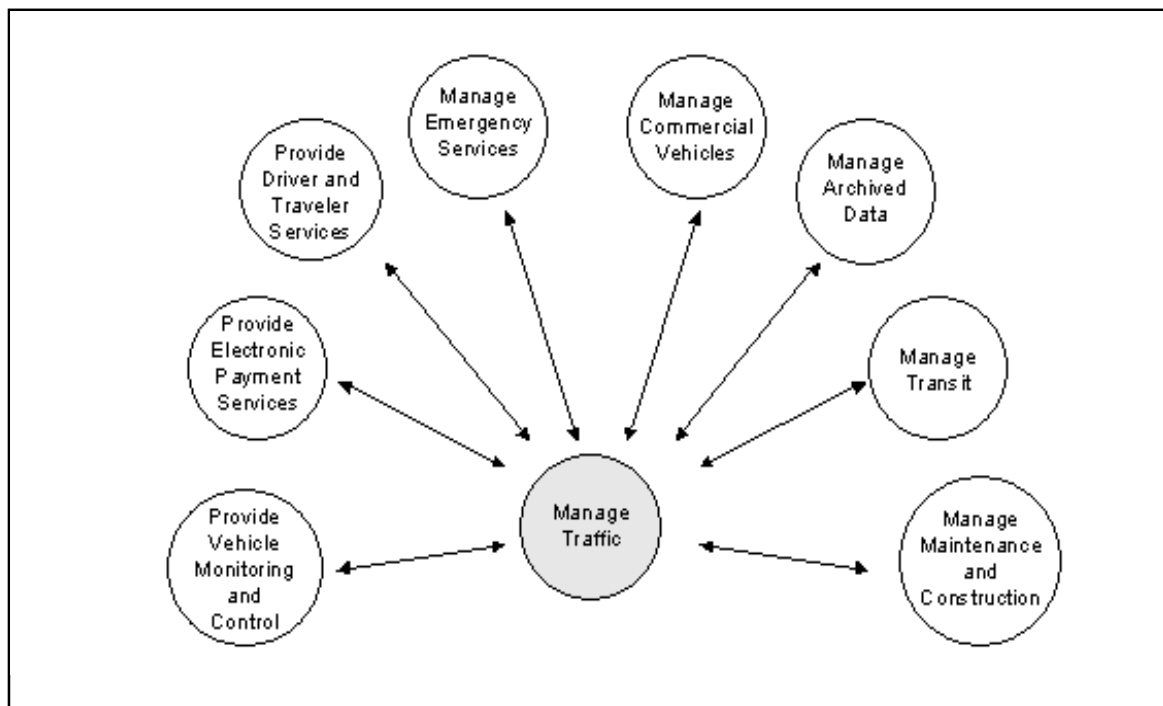 Manage
Emergency
Services
Manage
Commercial
Vehicles
Provide
Driver and
Traveler
Services
Manage
Archived
Data
Provide
Electronic
Payment
Services
Manage
Transit
Provide
Vehicle
Monitoring
and
Control
Manage
Traffic
Manage
Maintenance
and
Construction